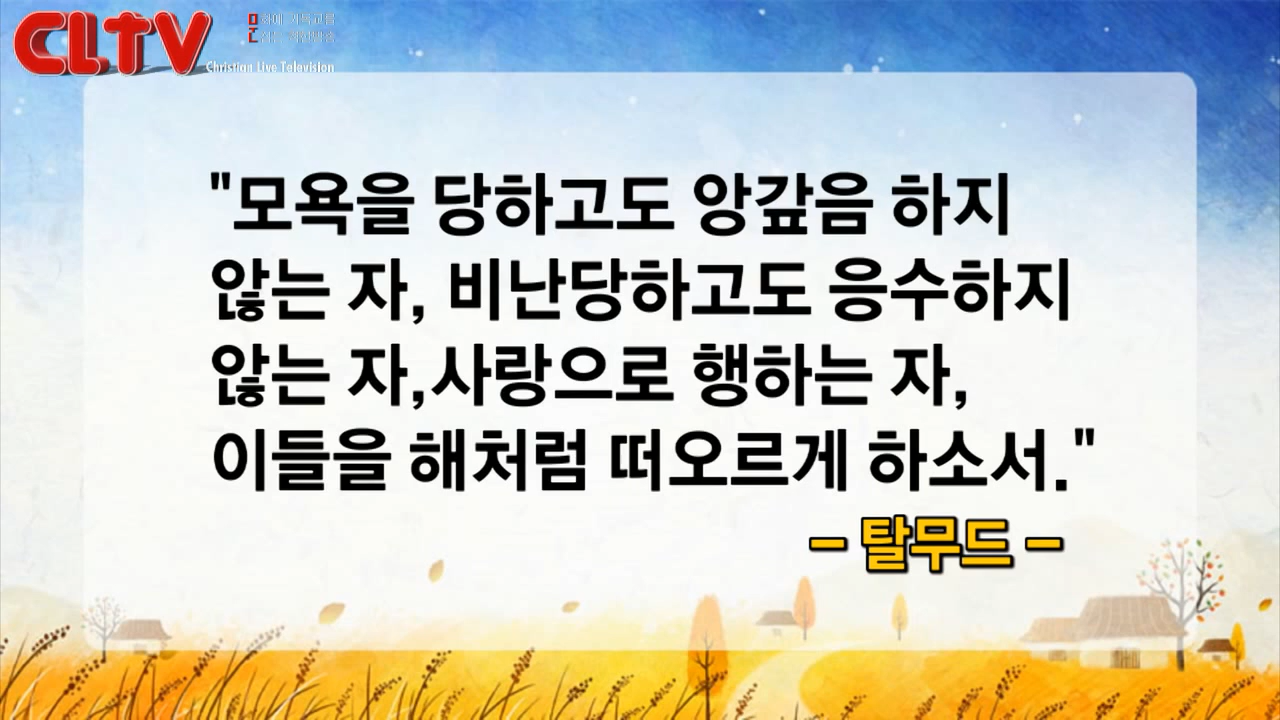 CLTV
Christian Live Television
"모욕을 당하고도 앙갚음 하지
않는 자, 비난당하고도 응수하지
않는 자,사랑으로 행하는 자,
이들을 해처럼 떠오르게 하소서."
- 탈무드 -